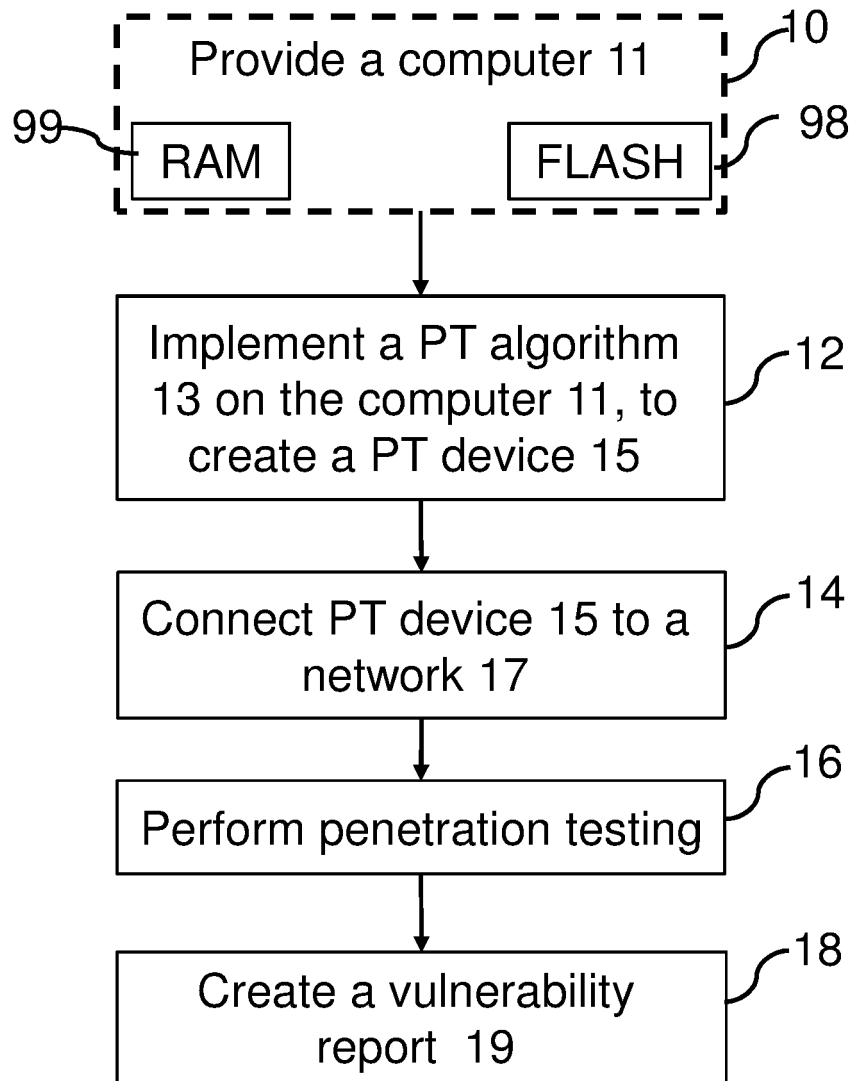 10
Provide a computer 11
99
RAM
FLASH
98
Implement a PT algorithm
13 on the computer 11, to
create a PT device 15
12
Connect PT device 15 to a
network 17
14
Perform penetration testing
16
Create a vulnerability
report 19
18